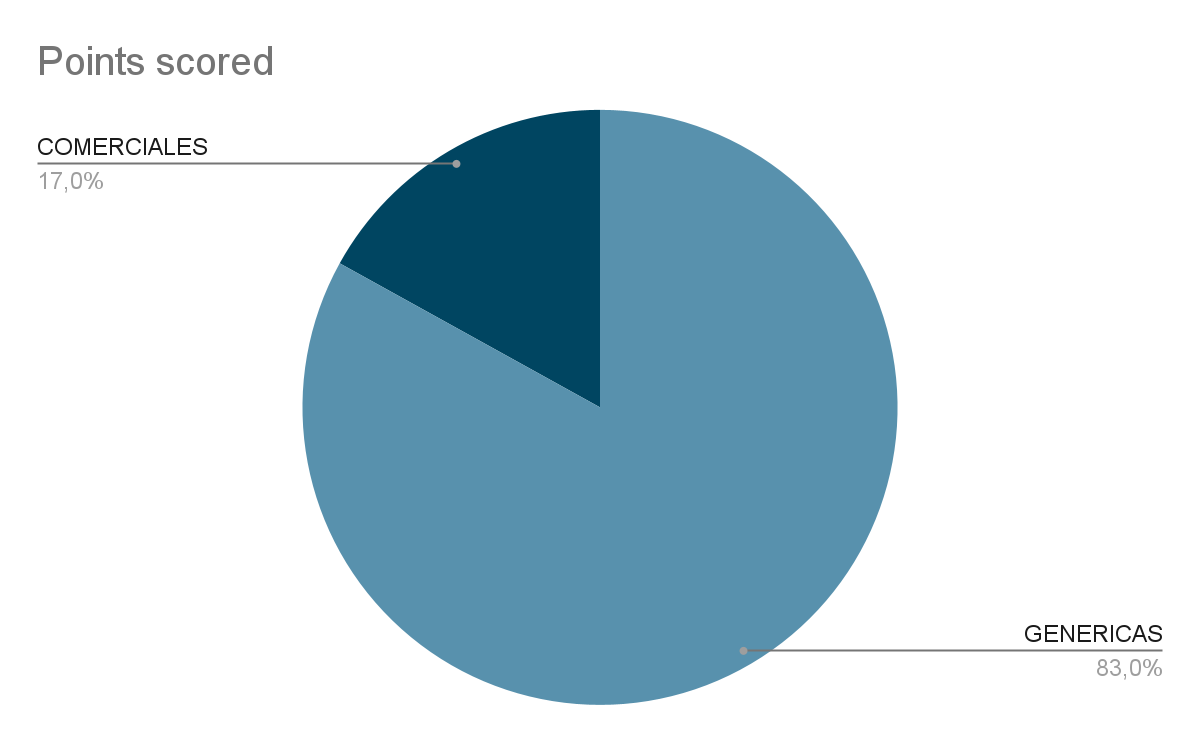 Points scored
COMERCIALES
17,0%
GENERICAS
83,0%